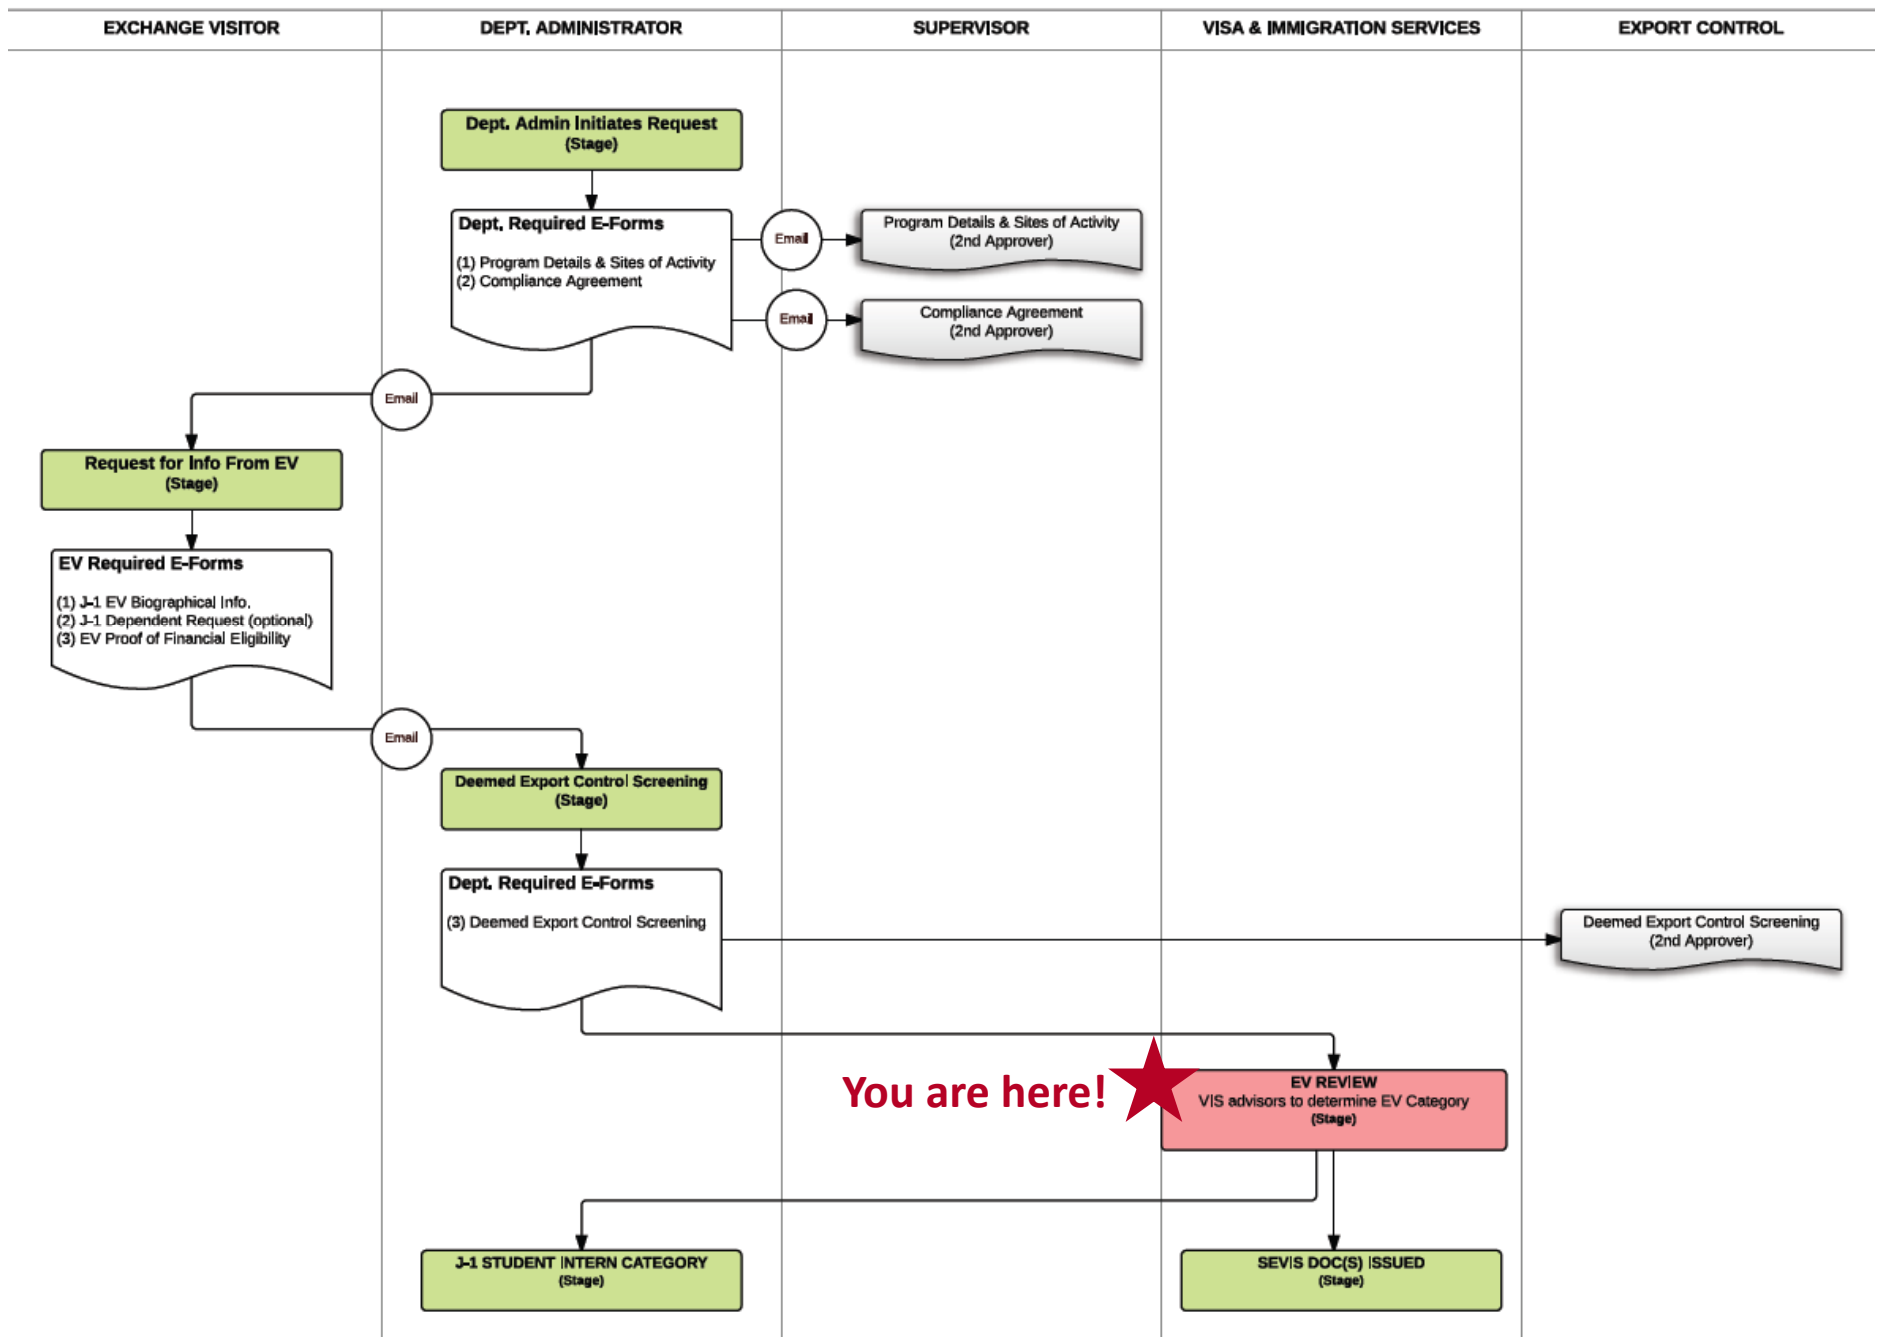 EXCHANGE VISITOR
DEPT. ADMINISTRATOR
SUPERVISOR
VISA & IMMIGRATION SERVICES
EXPORT CONTROL
Dept. Admin Initiates Request
(Stage)
Dept. Required E-Forms
(1) Program Details & Sites of Activity
(2) Compliance Agreement
Email
Program Details & Sites of Activity
(2nd Approver)
Email
Compliance Agreement
(2nd Approver)
Email
Request for Info From EV
(Stage)
EV Required E-Forms
(1) J-1 EV Biographical Info.
(2) J-1 Dependent Request (optional)
(3) EV Proof of Financial Eligibility
Email
Deemed Export Control Screening
(Stage)
Dept. Required E-Forms
(3) Deemed Export Control Screening
Deemed Export Control Screening
(2nd Approver)
You are here!
EV REVIEW
VIS advisors to determine EV Category
(Stage)
J-1 STUDENT INTERN CATEGORY
(Stage)
SEVIS DOC(S) ISSUED
(Stage)